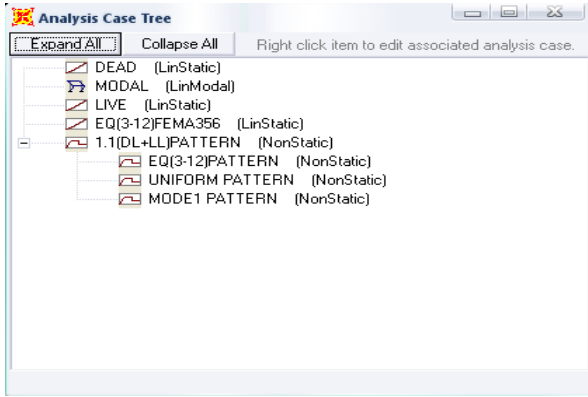 Analysis Case Tree
Expand All Collapse All Right click item to edit associated analysis case.
DEAD (LinStatic)
MODAL (LinModal)
LIVE (LinStatic)
EQ(3-12)FEMA356 (LinStatic)
1.1(DL+LL)PATTERN (NonStatic)
EQ(3-12)PATTERN (NonStatic)
UNIFORM PATTERN (NonStatic)
MODE1 PATTERN (NonStatic)